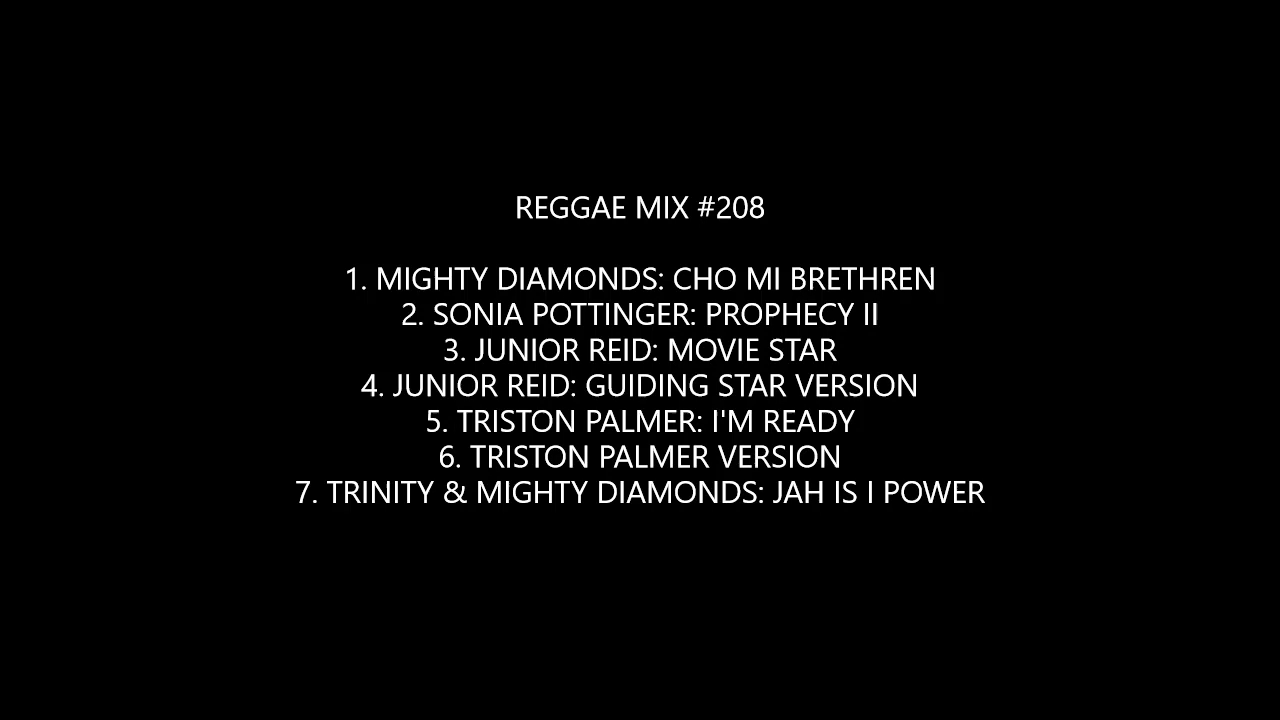 REGGAE MIX #208
1. MIGHTY DIAMONDS: CHO MI BRETHREN
2. SONIA POTTINGER: PROPHECY II
3. JUNIOR REID: MOVIE STAR
4. JUNIOR REID: GUIDING STAR VERSION
5. TRISTON PALMER: I'M READY
6. TRISTON PALMER VERSION
7. TRINITY & MIGHTY DIAMONDS: JAH IS I POWER